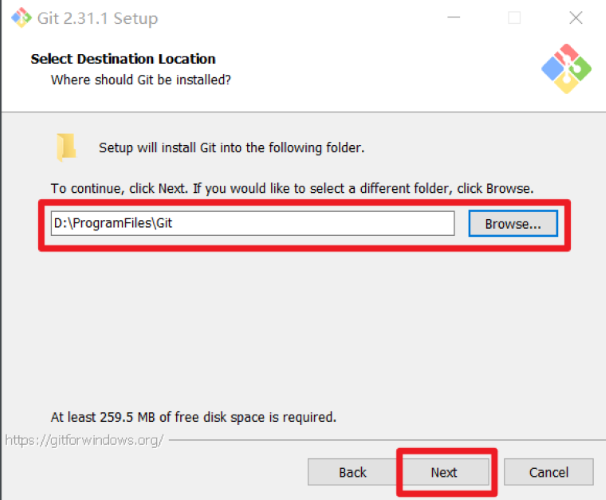 Git 2.31.1 Setup
Select Destination Location
Where should Git be installed?
Setup will install Git into the following folder.
To continue, click Next. If you would like to select a different folder, click Browse.
D:\ProgramFiles\Git
Browse...
At least 259.5 MB of free disk space is required.
https://gitforwindows.org/
Back
Next
Cancel